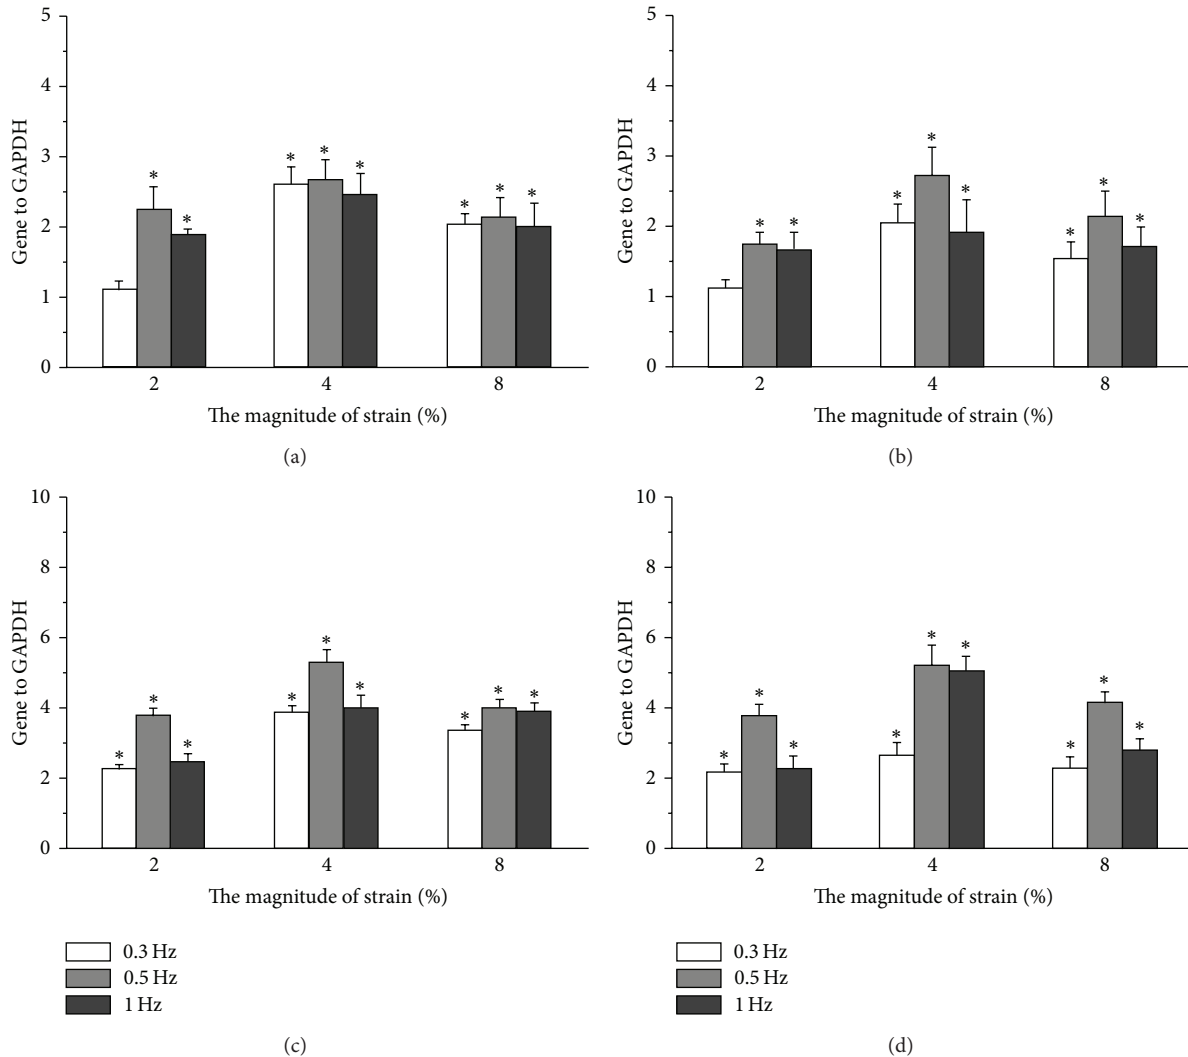 5
4
3
2
1
0
Gene to GAPDH
* * * * * * * *
2 4 8
The magnitude of strain (%)
(a)
5
4
3
2
1
0
Gene to GAPDH
* * * * * * * *
2 4 8
The magnitude of strain (%)
(b)
10
8
6
4
2
0
Gene to GAPDH
* * * * * * * * *
2 4 8
The magnitude of strain (%)
0.3 Hz
0.5 Hz
1 Hz
(c)
10
8
6
4
2
0
Gene to GAPDH
* * * * * * * * *
2 4 8
The magnitude of strain (%)
0.3 Hz
0.5 Hz
1 Hz
(d)